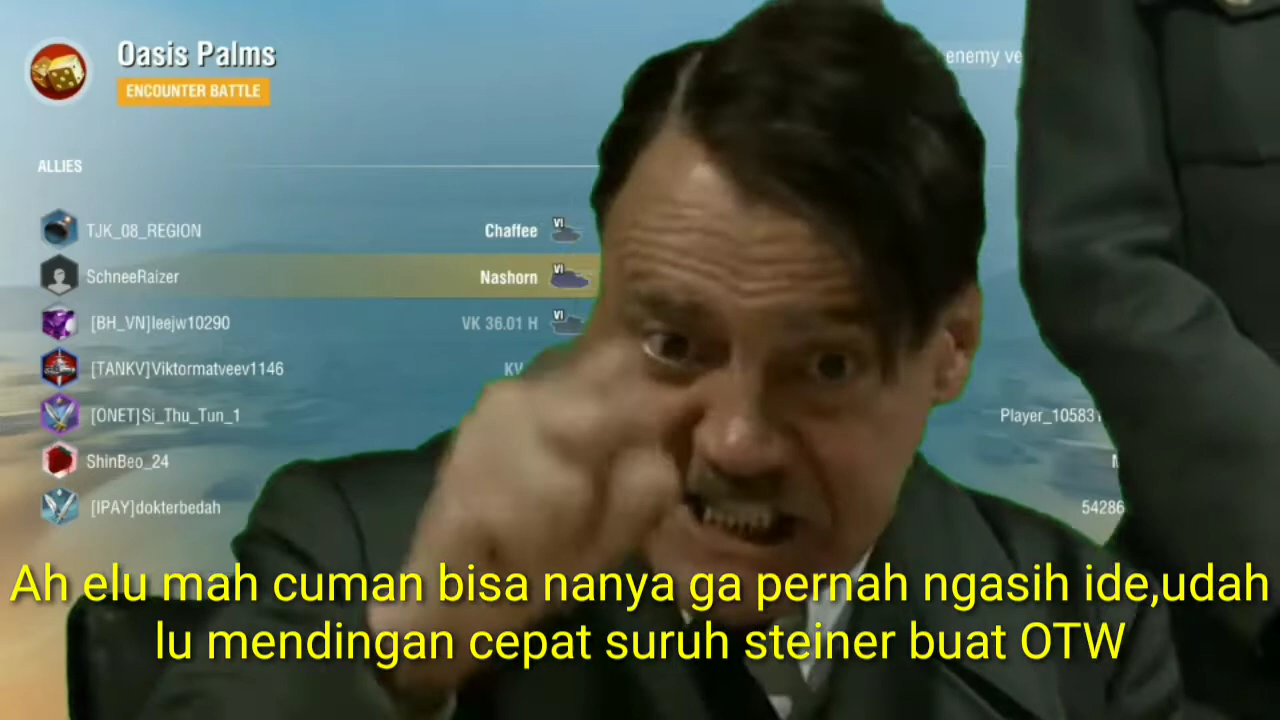 Oasis Palms
ENCOUNTER BATTLE
enemy ve
ALLIES
TJK_08_REGION Chaffee VI
SchneeRaizer Nashorn VI
[BH_VN]leejw10290 VK 36.01 H VI
[TANKV]Viktormatveev1146 KV
[ONET]Si_Thu_Tun_1 Player_10583
ShinBeo_24
[IPAY]dokterbedah 54286
Ah elu mah cuman bisa nanya ga pernah ngasih ide,udah
lu mendingan cepat suruh steiner buat OTW